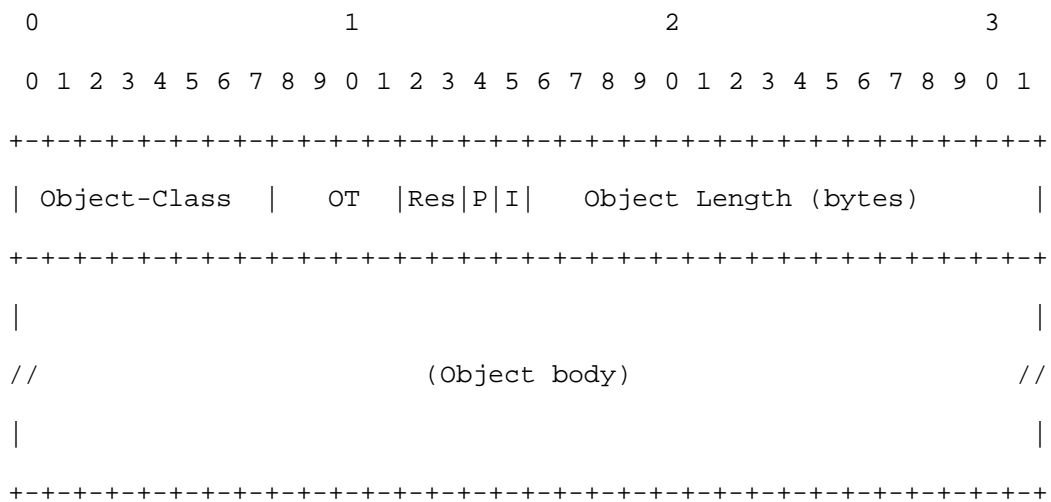 0                   1                   2                   3
0 1 2 3 4 5 6 7 8 9 0 1 2 3 4 5 6 7 8 9 0 1 2 3 4 5 6 7 8 9 0 1
+-+-+-+-+-+-+-+-+-+-+-+-+-+-+-+-+-+-+-+-+-+-+-+-+-+-+-+-+-+-+-+-+
| Object-Class  |   OT  |Res|P|I|   Object Length (bytes)       |
+-+-+-+-+-+-+-+-+-+-+-+-+-+-+-+-+-+-+-+-+-+-+-+-+-+-+-+-+-+-+-+-+
|                                                               |
//                        (Object body)                       //
|                                                               |
+-+-+-+-+-+-+-+-+-+-+-+-+-+-+-+-+-+-+-+-+-+-+-+-+-+-+-+-+-+-+-+-+